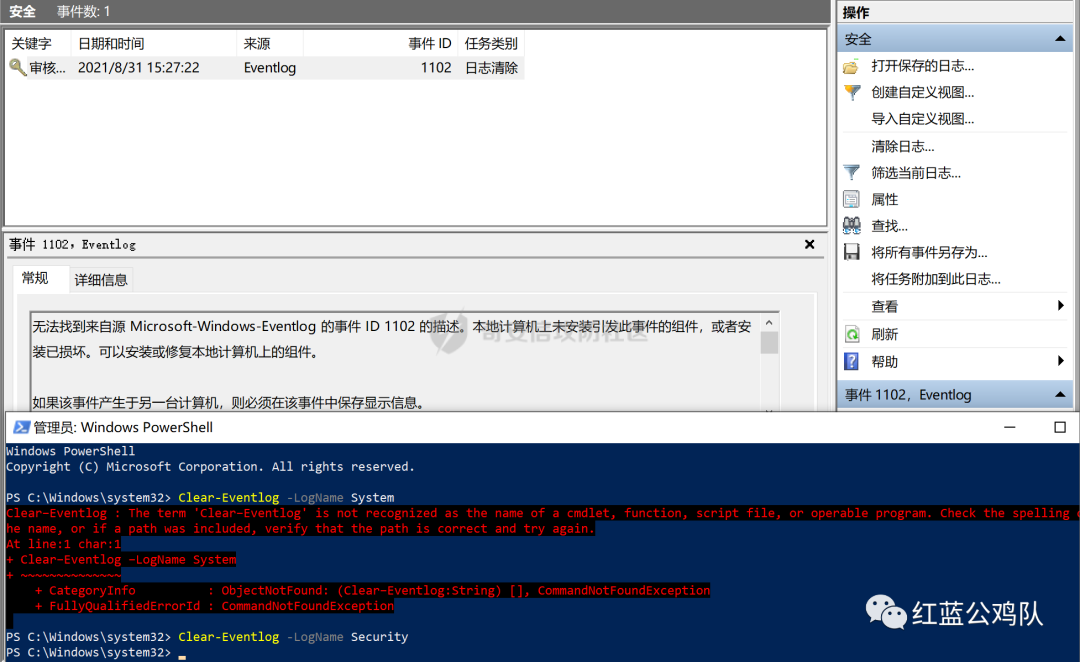 安全 事件数: 1
关键字 日期和时间 来源 事件 ID 任务类别
审核... 2021/8/31 15:27:22 Eventlog 1102 日志清除
事件 1102，Eventlog
常规 详细信息
无法找到来自源 Microsoft-Windows-Eventlog 的事件 ID 1102 的描述。本地计算机上未安装引发此事件的组件，或者安
装已损坏。可以安装或修复本地计算机上的组件。
如果该事件产生于另一台计算机，则必须在该事件中保存显示信息。
奇安信攻防社区
操作
安全
打开保存的日志...
创建自定义视图...
导入自定义视图...
清除日志...
筛选当前日志...
属性
查找...
将所有事件另存为...
将任务附加到此日志...
查看
刷新
帮助
事件 1102，Eventlog
管理员: Windows PowerShell
Windows PowerShell
Copyright (C) Microsoft Corporation. All rights reserved.
PS C:\Windows\system32> Clear-Eventlog -LogName System
Clear-Eventlog : The term 'Clear-Eventlog' is not recognized as the name of a cmdlet, function, script file, or operable program. Check the spelling
he name, or if a path was included, verify that the path is correct and try again.
At line:1 char:1
+ Clear-Eventlog -LogName System
+ ~~~~~~~~~~~~~~
+ CategoryInfo : ObjectNotFound: (Clear-Eventlog:String) [], CommandNotFoundException
+ FullyQualifiedErrorId : CommandNotFoundException
PS C:\Windows\system32> Clear-Eventlog -LogName Security
PS C:\Windows\system32> _
红蓝公鸡队